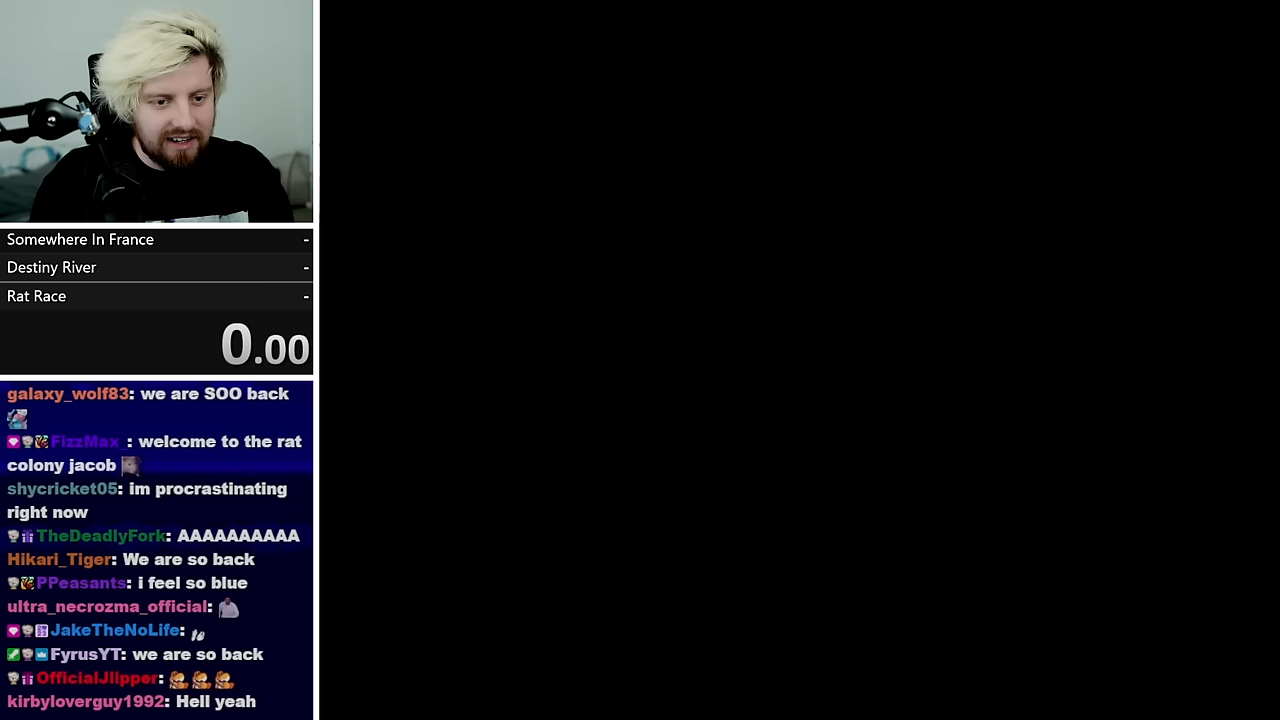 Somewhere In France -
Destiny River -
Rat Race -
0.00
galaxy_wolf83: we are SOO back
FizzMax_: welcome to the rat
colony jacob
shycricket05: im procrastinating
right now
TheDeadlyFork: AAAAAAAAAA
Hikari_Tiger: We are so back
PPeasants: i feel so blue
ultra_necrozma_official:
JakeTheNoLife:
FyrusYT: we are so back
OfficialJlipper:
kirbyloverguy1992: Hell yeah